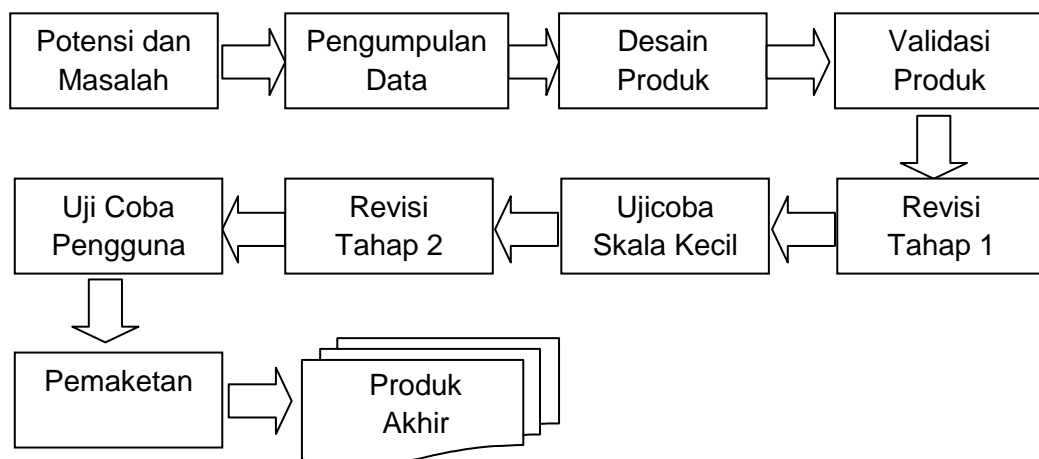 Potensi dan
Masalah
Pengumpulan
Data
Desain
Produk
Validasi
Produk
Revisi
Tahap 1
Ujicoba
Skala Kecil
Revisi
Tahap 2
Uji Coba
Pengguna
Pemaketan
Produk
Akhir